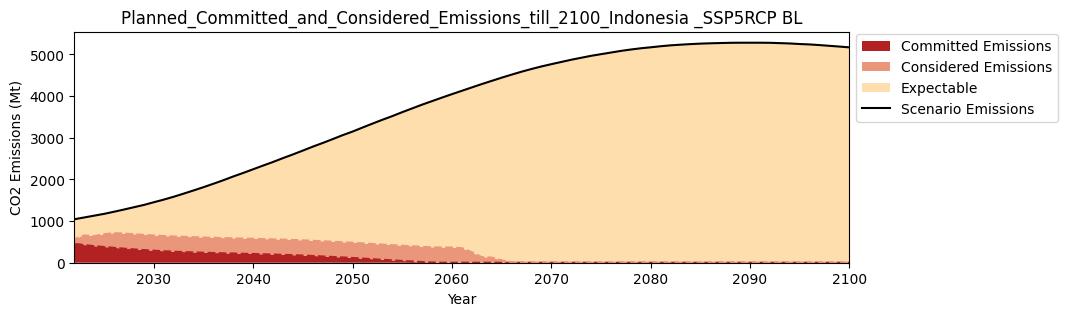 Planned_Committed_and_Considered_Emissions_till_2100_Indonesia _SSP5RCP BL
CO2 Emissions (Mt)
5000
4000
3000
2000
1000
0
2030 2040 2050 2060 2070 2080 2090 2100
Year
Committed Emissions
Considered Emissions
Expectable
Scenario Emissions